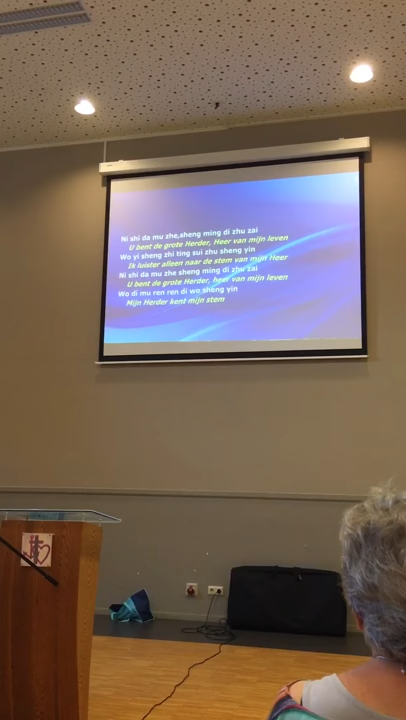 Ni shi da mu zhe,sheng ming di zhu zai
U bent de grote Herder, Heer van mijn leven
Wo yi sheng zhi ting sui zhu sheng yin
Ik luister alleen naar de stem van mijn Heer
Ni shi da mu zhe sheng ming di zhu zai
U bent de grote Herder, heer van mijn leven
Wo di mu ren ren di wo sheng yin
Mijn Herder kent mijn stem